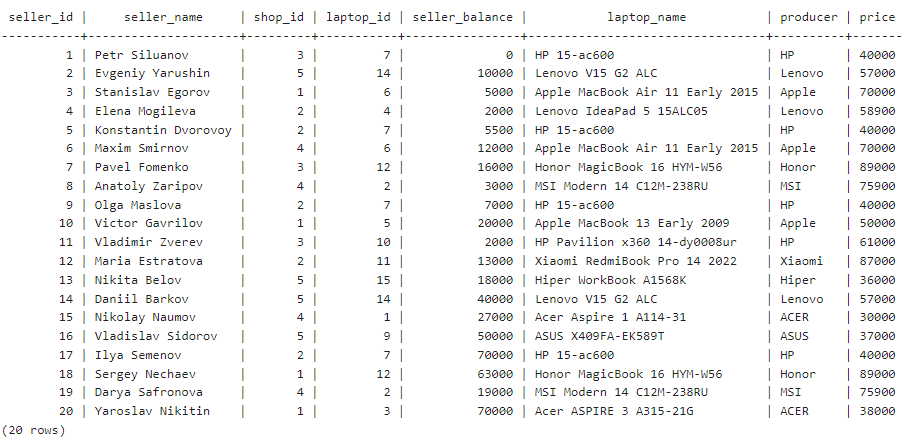 seller_id | seller_name | shop_id | laptop_id | seller_balance | laptop_name | producer | price
-----------+--------------------+---------+-----------+----------------+--------------------------------+----------+-------
1 | Petr Siluanov | 3 | 7 | 0 | HP 15-ac600 | HP | 40000
2 | Evgeniy Yarushin | 5 | 14 | 10000 | Lenovo V15 G2 ALC | Lenovo | 57000
3 | Stanislav Egorov | 1 | 6 | 5000 | Apple MacBook Air 11 Early 2015 | Apple | 70000
4 | Elena Mogileva | 2 | 4 | 2000 | Lenovo IdeaPad 5 15ALC05 | Lenovo | 58900
5 | Konstantin Dvorovoy | 2 | 7 | 5500 | HP 15-ac600 | HP | 40000
6 | Maxim Smirnov | 4 | 6 | 12000 | Apple MacBook Air 11 Early 2015 | Apple | 70000
7 | Pavel Fomenko | 3 | 12 | 16000 | Honor MagicBook 16 HYM-W56 | Honor | 89000
8 | Anatoly Zaripov | 4 | 2 | 3000 | MSI Modern 14 C12M-238RU | MSI | 75900
9 | Olga Maslova | 2 | 7 | 7000 | HP 15-ac600 | HP | 40000
10 | Victor Gavrilov | 1 | 5 | 20000 | Apple MacBook 13 Early 2009 | Apple | 50000
11 | Vladimir Zverev | 3 | 10 | 2000 | HP Pavilion x360 14-dy0008ur | HP | 61000
12 | Maria Estratova | 2 | 11 | 13000 | Xiaomi RedmiBook Pro 14 2022 | Xiaomi | 87000
13 | Nikita Belov | 5 | 15 | 18000 | Hiper WorkBook A1568K | Hiper | 36000
14 | Daniil Barkov | 5 | 14 | 40000 | Lenovo V15 G2 ALC | Lenovo | 57000
15 | Nikolay Naumov | 4 | 1 | 27000 | Acer Aspire 1 A114-31 | ACER | 30000
16 | Vladislav Sidorov | 5 | 9 | 50000 | ASUS X409FA-EK589T | ASUS | 37000
17 | Ilya Semenov | 2 | 7 | 70000 | HP 15-ac600 | HP | 40000
18 | Sergey Nechaev | 1 | 12 | 63000 | Honor MagicBook 16 HYM-W56 | Honor | 89000
19 | Darya Safronova | 4 | 2 | 19000 | MSI Modern 14 C12M-238RU | MSI | 75900
20 | Yaroslav Nikitin | 1 | 3 | 70000 | Acer ASPIRE 3 A315-21G | ACER | 38000
(20 rows)